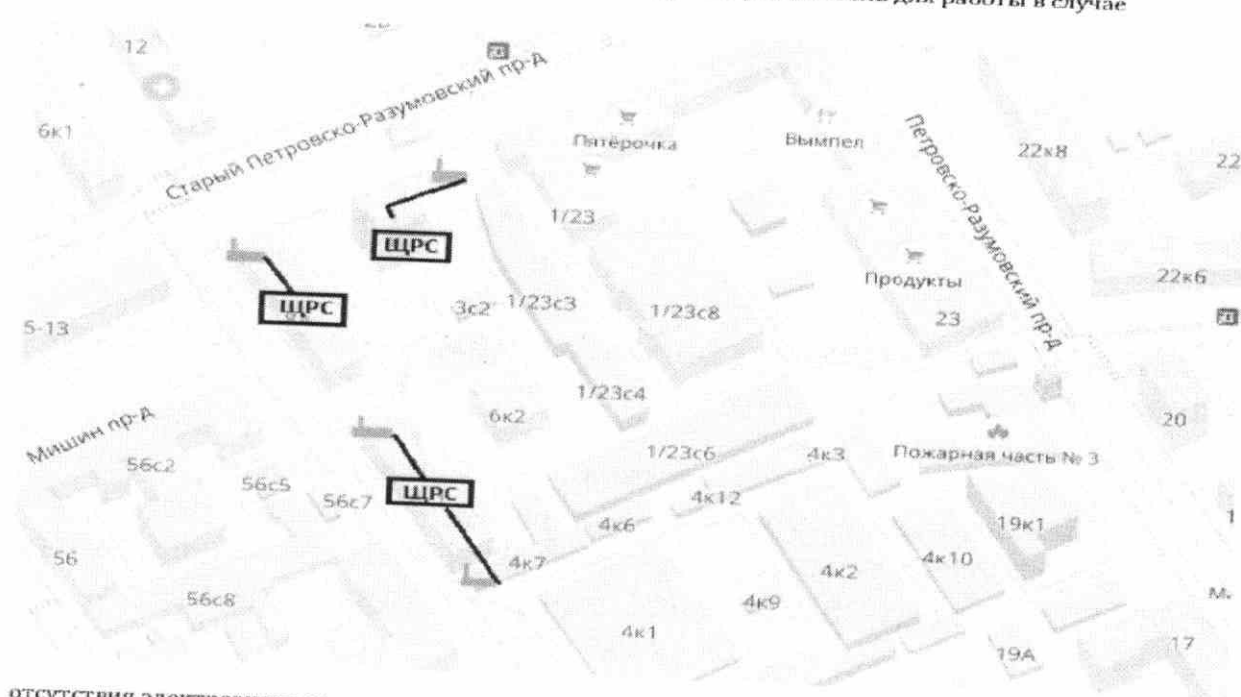 для работы в случае
12
23
Старый Петровско-Разумовский пр-д
6к1
Пятёрочка
Вымпел
Петровско-Разумовский пр-д
22к8
22
1/23
ЩРС
Продукты
22к6
ЩРС
3с2
1/23с3
1/23с8
23
5-13
1/23с4
6к2
20
Мишин пр-д
56с2
1/23с6
4к3
Пожарная часть № 3
56с5
56с7
ЩРС
4к12
4к6
19к1
56
4к7
4к2
4к10
56с8
4к9
4к1
19А
17
отсутствия